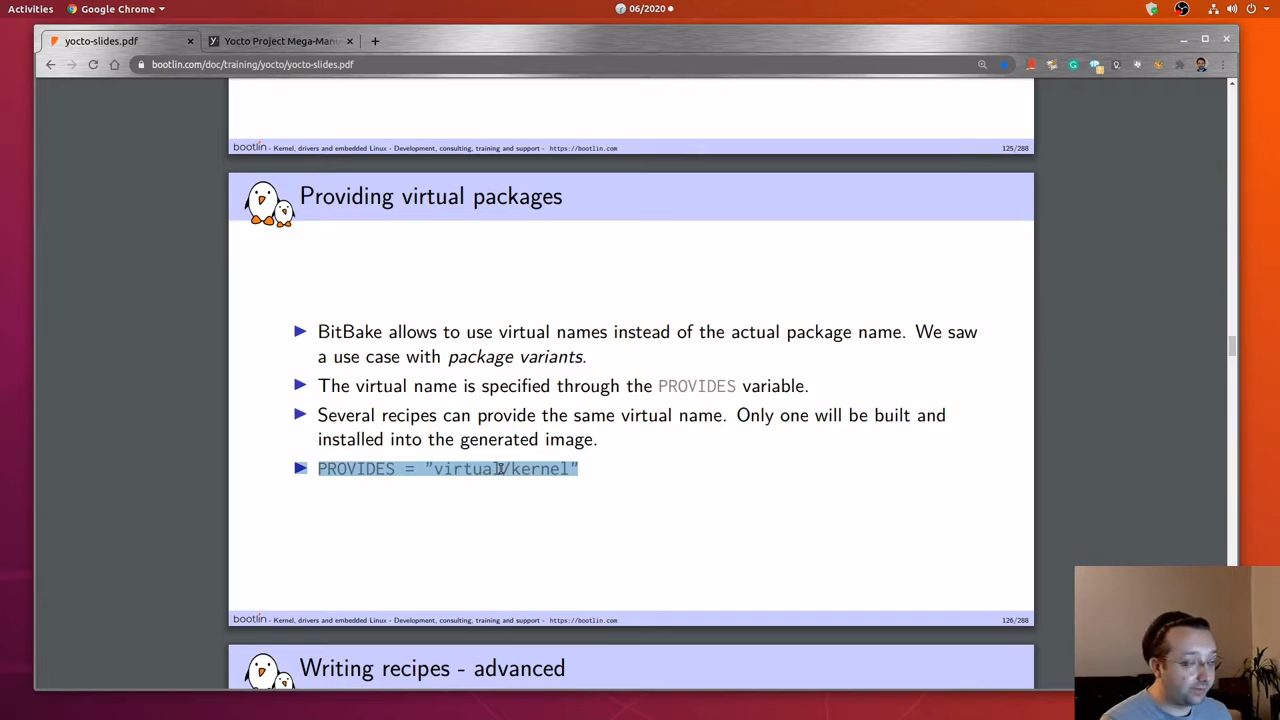 Activities
Google Chrome
06/2020
yocto-slides.pdf
Yocto Project Mega-Man
bootlin.com/doc/training/yocto/yocto-slides.pdf
bootlin - Kernel, drivers and embedded Linux - Development, consulting, training and support - https://bootlin.com
125/288
Providing virtual packages
BitBake allows to use virtual names instead of the actual package name. We saw
a use case with package variants.
The virtual name is specified through the PROVIDES variable.
Several recipes can provide the same virtual name. Only one will be built and
installed into the generated image.
PROVIDES = "virtual/kernel"
bootlin - Kernel, drivers and embedded Linux - Development, consulting, training and support - https://bootlin.com
126/288
Writing recipes - advanced